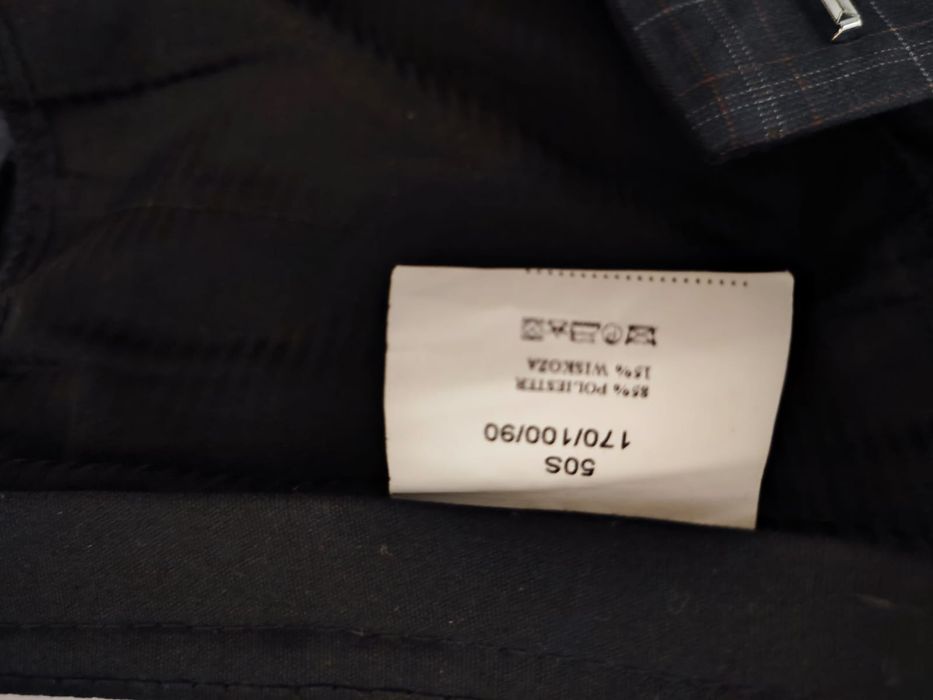 50S
170/100/90
85% POLIESTER
15% WISKOZA